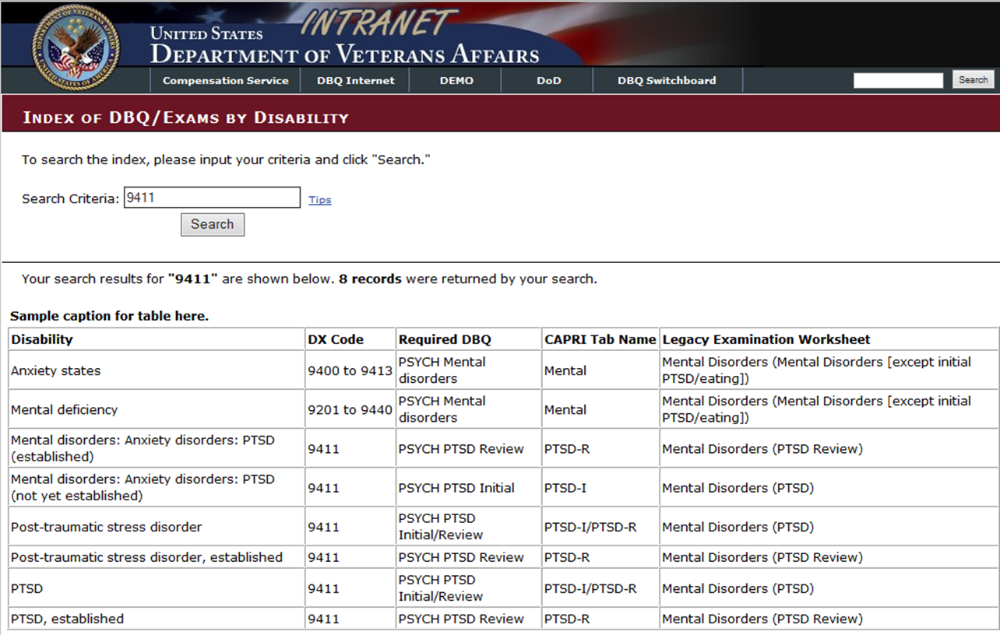 INTRANET
UNITED STATES
DEPARTMENT OF VETERANS AFFAIRS
DEPARTMENT OF VETERANS AFFAIRS
UNITED STATES OF AMERICA
Compensation Service DBQ Internet DEMO DoD DBQ Switchboard Search
INDEX OF DBQ/EXAMS BY DISABILITY
To search the index, please input your criteria and click "Search."
Search Criteria: 9411 Tips
Search
Your search results for "9411" are shown below. 8 records were returned by your search.
Sample caption for table here.
Disability DX Code Required DBQ CAPRI Tab Name Legacy Examination Worksheet
Anxiety states 9400 to 9413 PSYCH Mental disorders Mental Mental Disorders (Mental Disorders [except initial PTSD/eating])
Mental deficiency 9201 to 9440 PSYCH Mental disorders Mental Mental Disorders (Mental Disorders [except initial PTSD/eating])
Mental disorders: Anxiety disorders: PTSD (established) 9411 PSYCH PTSD Review PTSD-R Mental Disorders (PTSD Review)
Mental disorders: Anxiety disorders: PTSD (not yet established) 9411 PSYCH PTSD Initial PTSD-I Mental Disorders (PTSD)
Post-traumatic stress disorder 9411 PSYCH PTSD Initial/Review PTSD-I/PTSD-R Mental Disorders (PTSD)
Post-traumatic stress disorder, established 9411 PSYCH PTSD Review PTSD-R Mental Disorders (PTSD Review)
PTSD 9411 PSYCH PTSD Initial/Review PTSD-I/PTSD-R Mental Disorders (PTSD)
PTSD, established 9411 PSYCH PTSD Review PTSD-R Mental Disorders (PTSD Review)